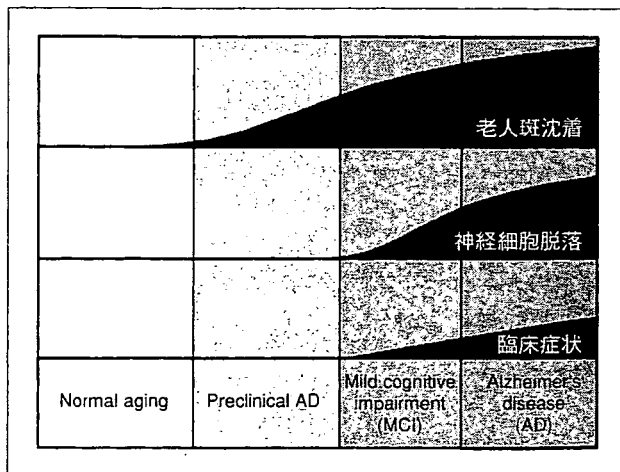 老人斑沈着
神経細胞脱落
臨床症状
Normal aging
Preclinical AD
Mild cognitive
impairment
(MCI)
Alzheimer's
disease
(AD)